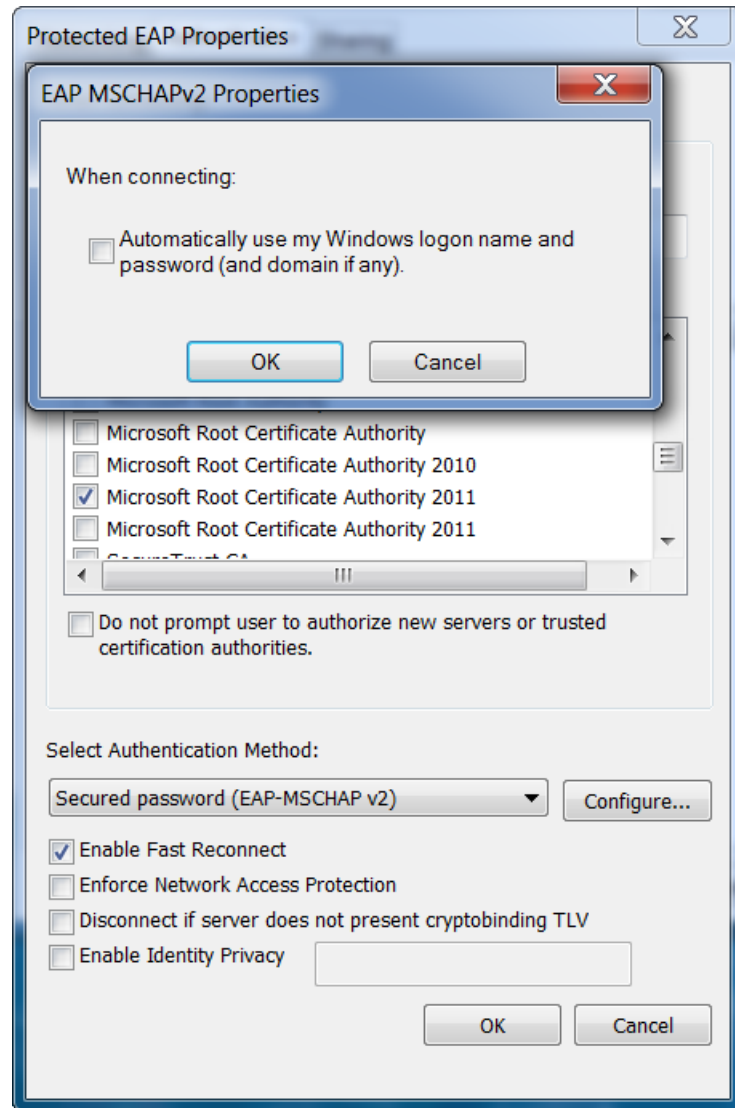 Protected EAP Properties
EAP MSCHAPv2 Properties
When connecting:
Automatically use my Windows logon name and
password (and domain if any).
OK Cancel
Microsoft Root Certificate Authority
Microsoft Root Certificate Authority 2010
Microsoft Root Certificate Authority 2011
Microsoft Root Certificate Authority 2011
Do not prompt user to authorize new servers or trusted
certification authorities.
Select Authentication Method:
Secured password (EAP-MSCHAP v2) Configure...
Enable Fast Reconnect
Enforce Network Access Protection
Disconnect if server does not present cryptobinding TLV
Enable Identity Privacy
OK Cancel